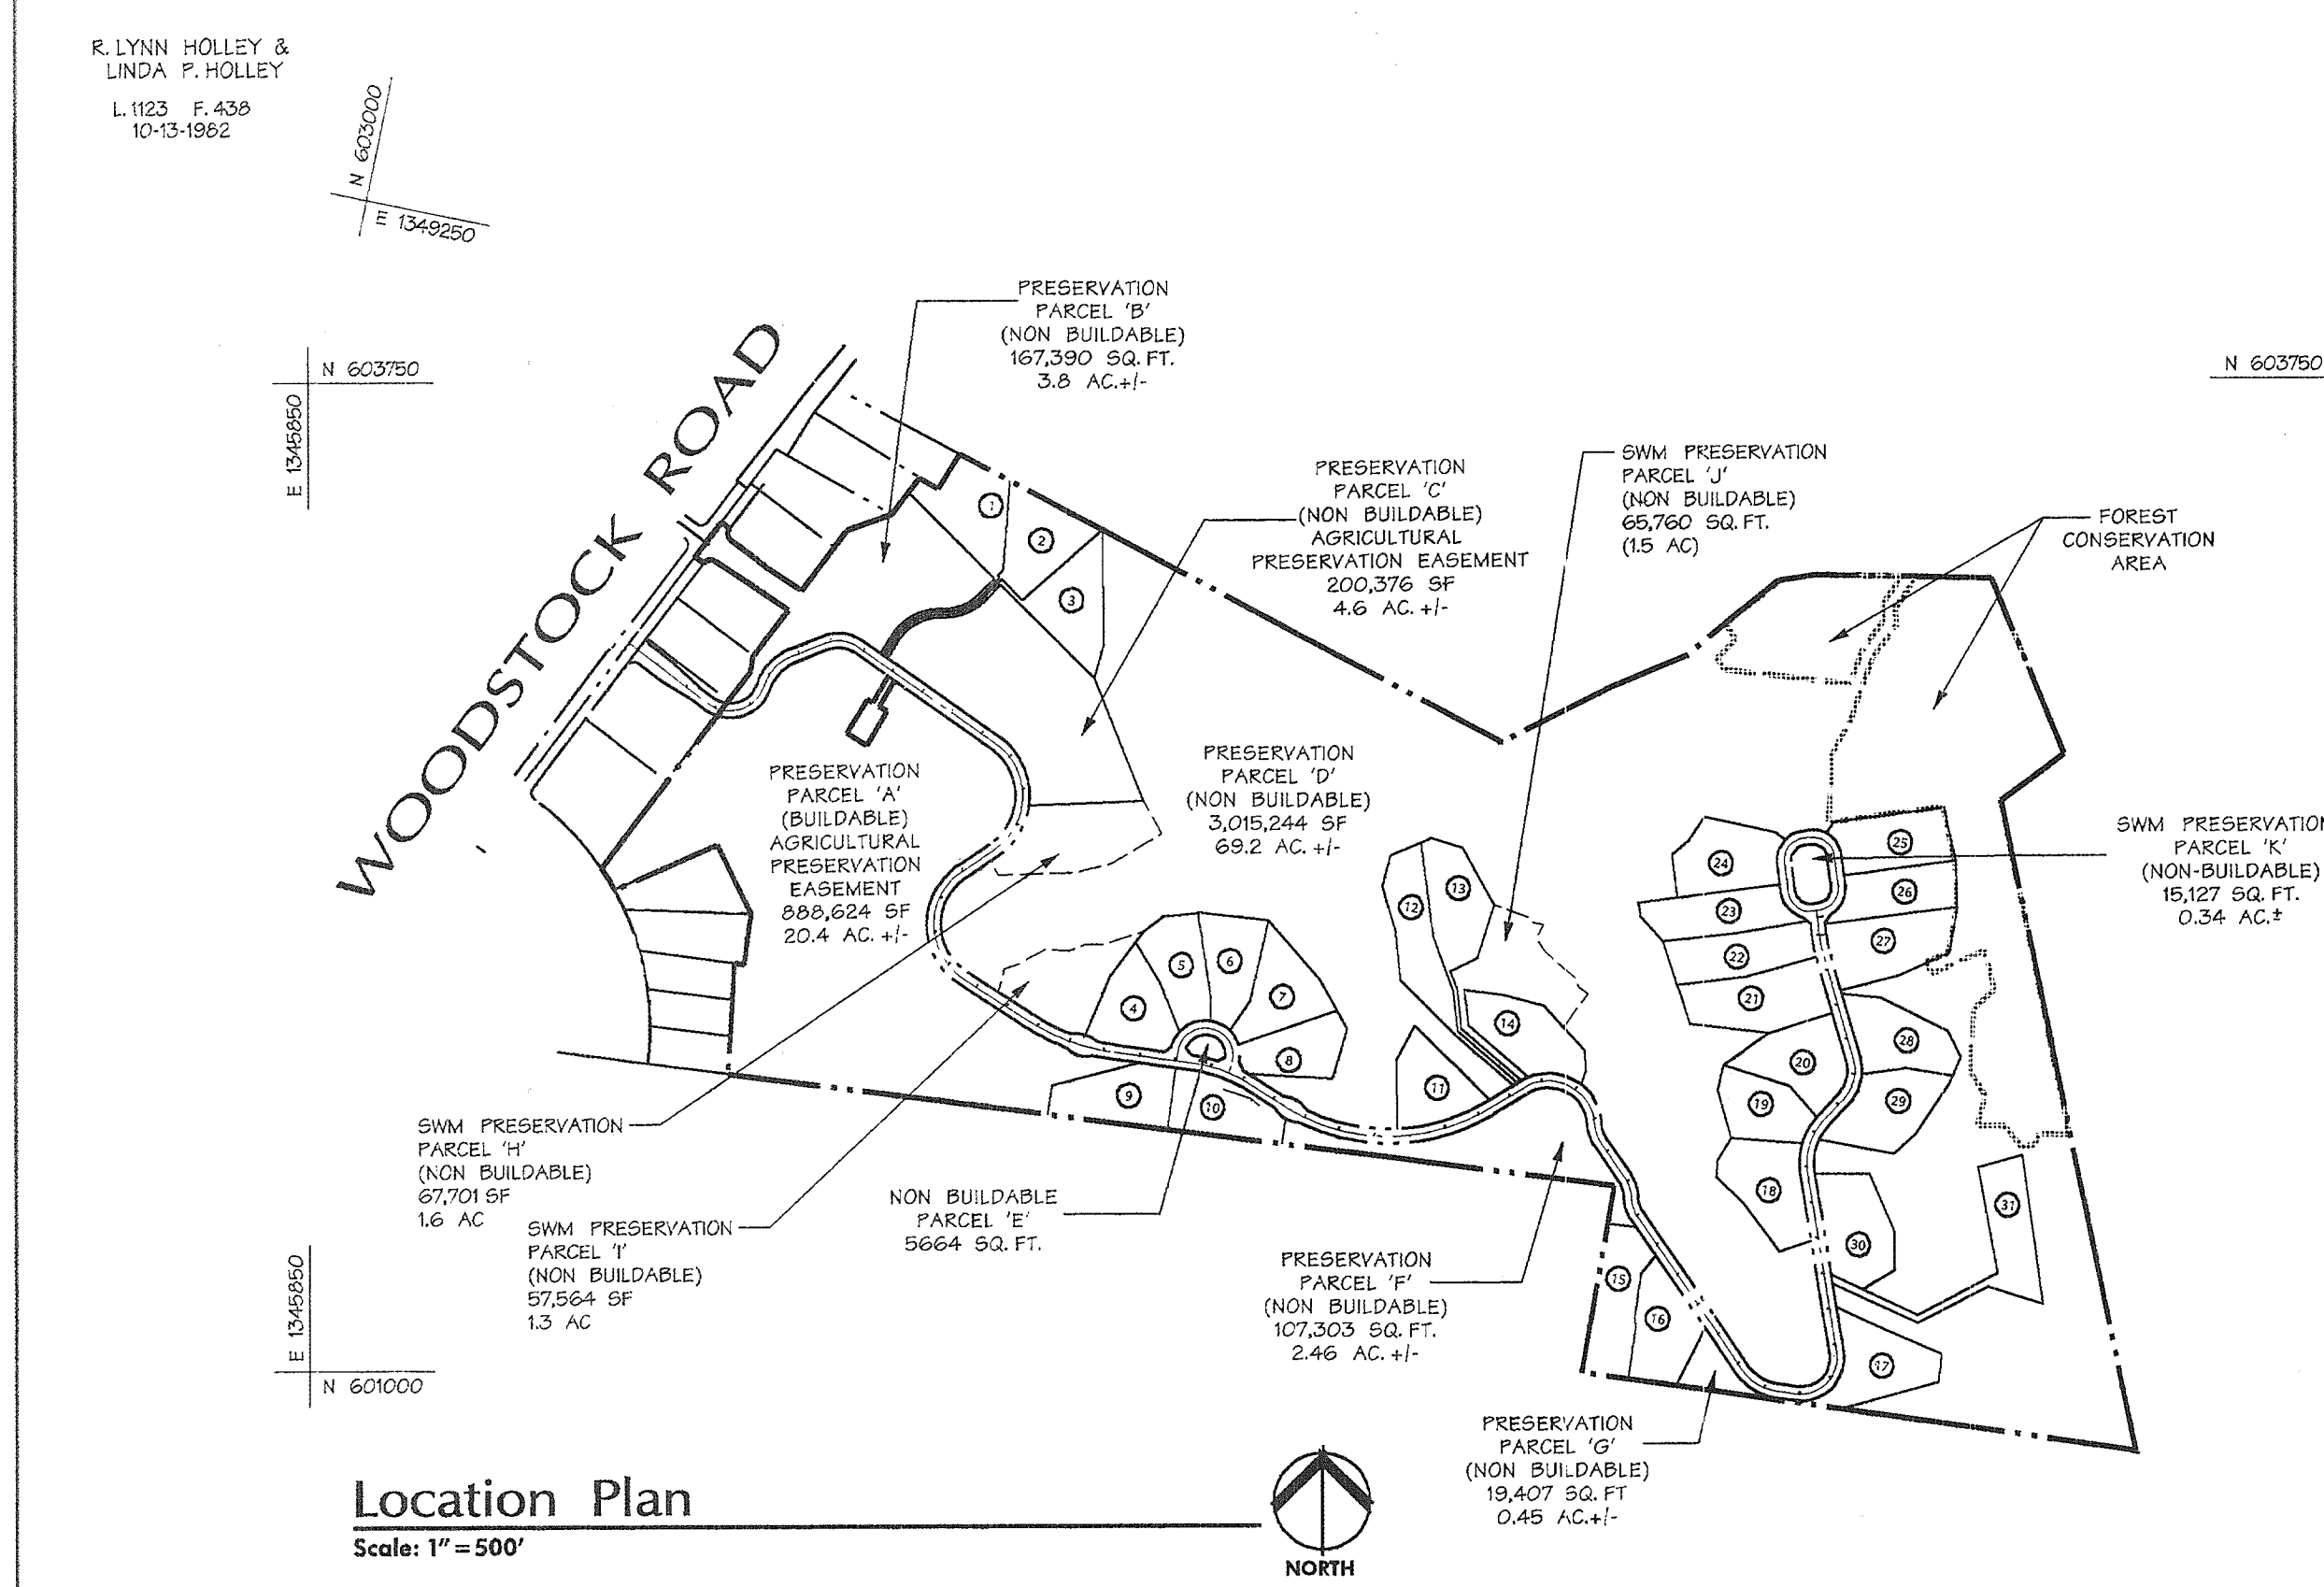 R. LYNN HOLLEY &
LINDA P. HOLLEY
L. 1123 F. 438
10-13-1982
N 603000
E 1349250
N 603750
E 1345850
N 603750
WOODSTOCK ROAD
PRESERVATION
PARCEL 'B'
(NON BUILDABLE)
167,390 SQ. FT.
3.8 AC.+/-
PRESERVATION
PARCEL 'C'
(NON BUILDABLE)
AGRICULTURAL
PRESERVATION EASEMENT
200,376 SF
4.6 AC. +/-
SWM PRESERVATION
PARCEL 'J'
(NON BUILDABLE)
65,760 SQ. FT.
(1.5 AC)
FOREST
CONSERVATION
AREA
PRESERVATION
PARCEL 'A'
(BUILDABLE)
AGRICULTURAL
PRESERVATION
EASEMENT
888,624 SF
20.4 AC. +/-
PRESERVATION
PARCEL 'D'
(NON BUILDABLE)
3,015,244 SF
69.2 AC. +/-
SWM PRESERVATION
PARCEL 'K'
(NON-BUILDABLE)
15,127 SQ. FT.
0.34 AC.±
1
2
3
4
5
6
7
8
9
10
11
12
13
14
15
16
17
18
19
20
21
22
23
24
25
26
27
28
29
30
31
SWM PRESERVATION
PARCEL 'H'
(NON BUILDABLE)
67,701 SF
1.6 AC
SWM PRESERVATION
PARCEL 'I'
(NON BUILDABLE)
57,564 SF
1.3 AC
NON BUILDABLE
PARCEL 'E'
5664 SQ. FT.
PRESERVATION
PARCEL 'F'
(NON BUILDABLE)
107,303 SQ. FT.
2.46 AC. +/-
PRESERVATION
PARCEL 'G'
(NON BUILDABLE)
19,407 SQ. FT
0.45 AC.+/-
E 1345850
N 601000
Location Plan
Scale: 1" = 500'
NORTH